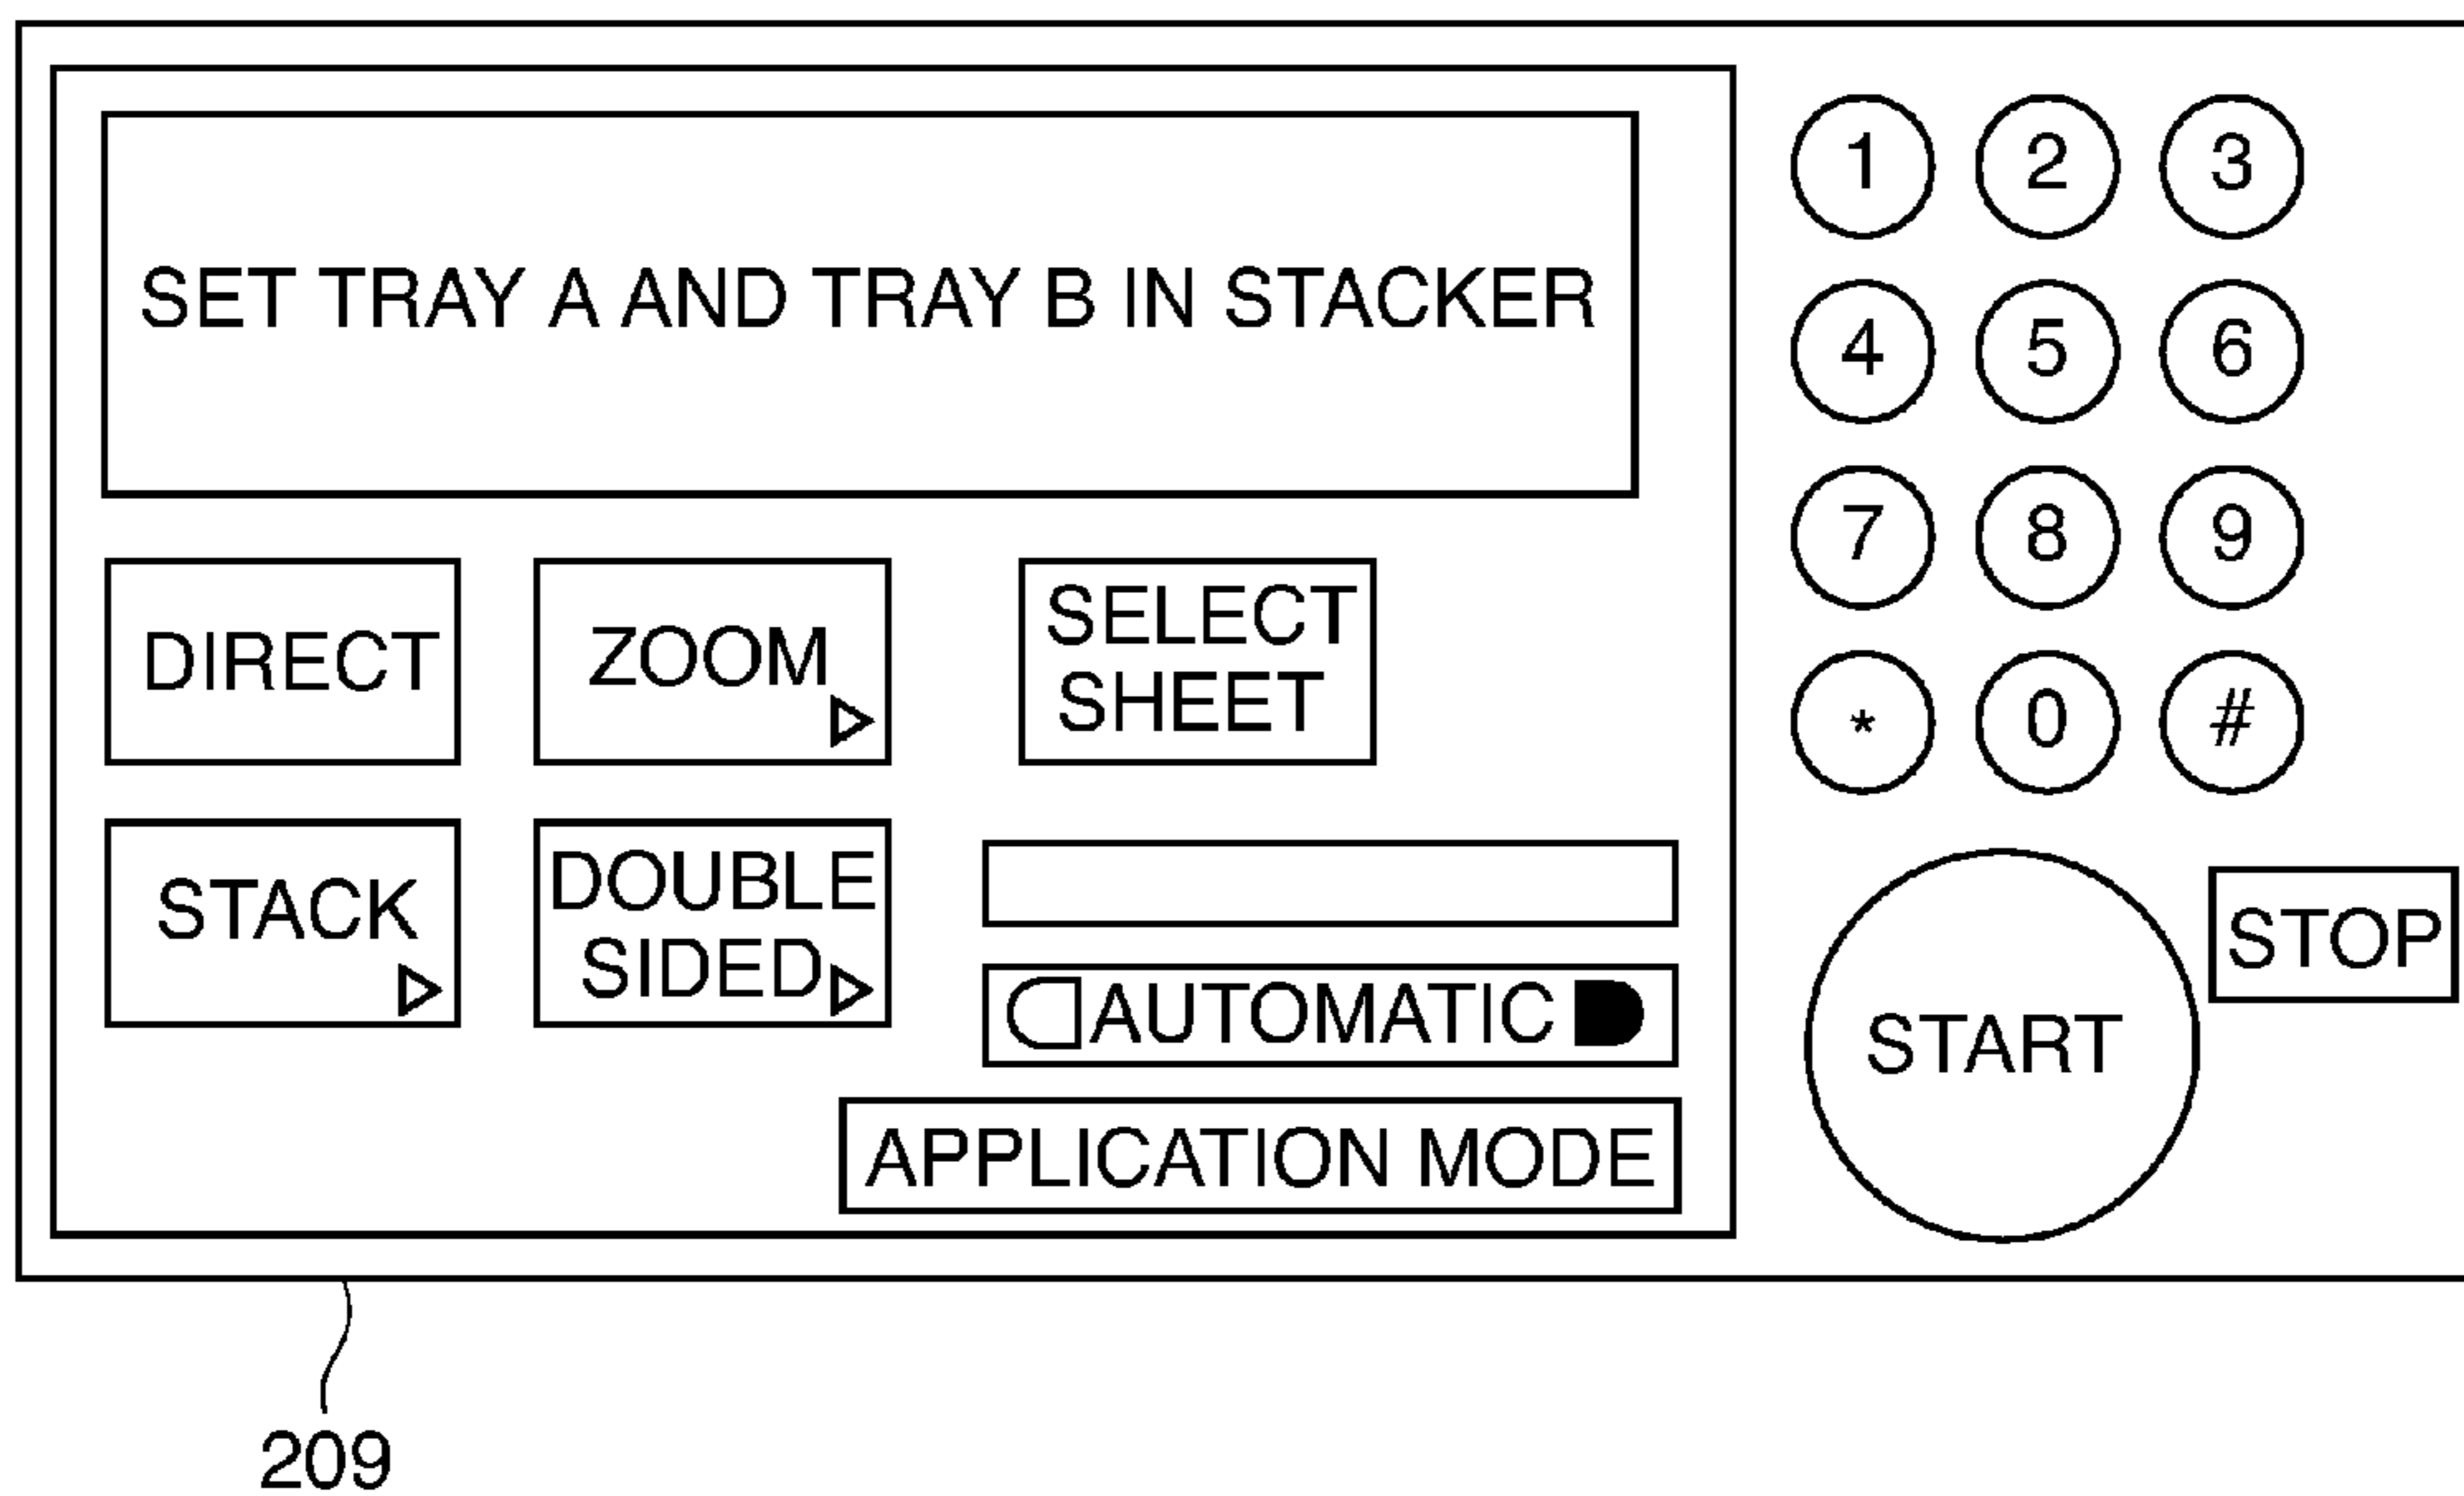 SET TRAY A AND TRAY B IN STACKER
DIRECT
ZOOM
SELECT
SHEET
STACK
DOUBLE
SIDED
AUTOMATIC
APPLICATION MODE
1 2 3
4 5 6
7 8 9
* 0 #
START
STOP
209